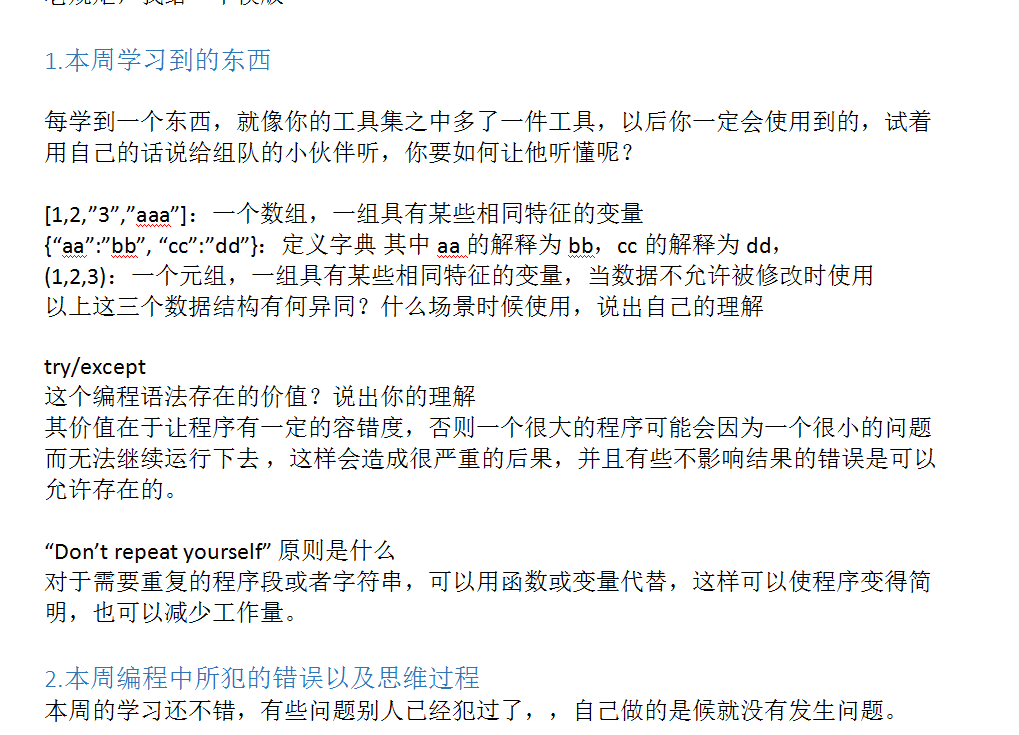 1.本周学习到的东西
每学到一个东西，就像你的工具集之中多了一件工具，以后你一定会使用到的，试着
用自己的话说给组队的小伙伴听，你要如何让他听懂呢？
[1,2,”3”,”aaa”]：一个数组，一组具有某些相同特征的变量
{“aa”:”bb”, “cc”:”dd”}：定义字典 其中 aa 的解释为 bb，cc 的解释为 dd，
(1,2,3)：一个元组，一组具有某些相同特征的变量，当数据不允许被修改时使用
以上这三个数据结构有何异同？什么场景时候使用，说出自己的理解
try/except
这个编程语法存在的价值？说出你的理解
其价值在于让程序有一定的容错度，否则一个很大的程序可能会因为一个很小的问题
而无法继续运行下去 ，这样会造成很严重的后果，并且有些不影响结果的错误是可以
允许存在的。
“Don’t repeat yourself” 原则是什么
对于需要重复的程序段或者字符串，可以用函数或变量代替，这样可以使程序变得简
明，也可以减少工作量。
2.本周编程中所犯的错误以及思维过程
本周的学习还不错，有些问题别人已经犯过了，，自己做的是候就没有发生问题。